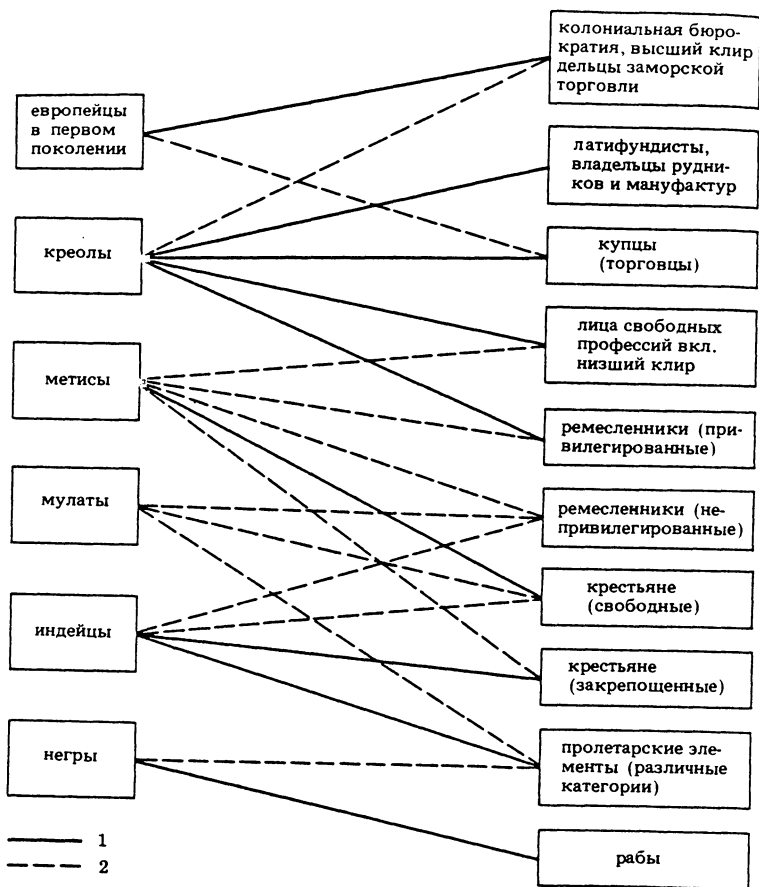 европейцы
в первом
поколении
креолы
метисы
мулаты
индейцы
негры
1
2
колониальная бюро-
кратия, высший клир
дельцы заморской
торговли
латифундисты,
владельцы рудни-
ков и мануфактур
купцы
(торговцы)
лица свободных
профессий вкл.
низший клир
ремесленники (при-
вилегированные)
ремесленники (не-
привилегированные)
крестьяне
(свободные)
крестьяне
(закрепощенные)
пролетарские эле-
менты (различные
категории)
рабы